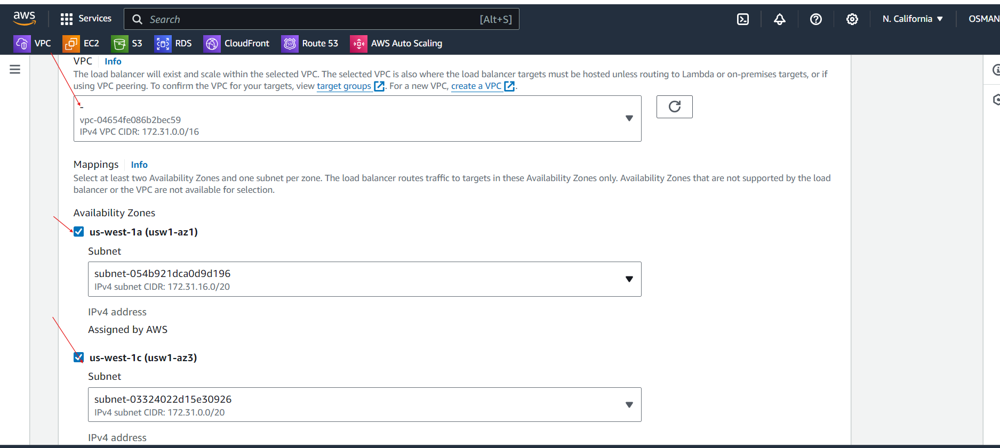 aws
Services
Search
[Alt+S]
N. California
OSMAN
VPC
EC2
S3
RDS
CloudFront
Route 53
AWS Auto Scaling
VPC
Info
The load balancer will exist and scale within the selected VPC. The selected VPC is also where the load balancer targets must be hosted unless routing to Lambda or on-premises targets, or if
using VPC peering. To confirm the VPC for your targets, view target groups. For a new VPC, create a VPC.
-
vpc-04654fe086b2bec59
IPv4 VPC CIDR: 172.31.0.0/16
Mappings
Info
Select at least two Availability Zones and one subnet per zone. The load balancer routes traffic to targets in these Availability Zones only. Availability Zones that are not supported by the load
balancer or the VPC are not available for selection.
Availability Zones
us-west-1a (usw1-az1)
Subnet
subnet-054b921dca0d9d196
IPv4 subnet CIDR: 172.31.16.0/20
IPv4 address
Assigned by AWS
us-west-1c (usw1-az3)
Subnet
subnet-03324022d15e30926
IPv4 subnet CIDR: 172.31.0.0/20
IPv4 address